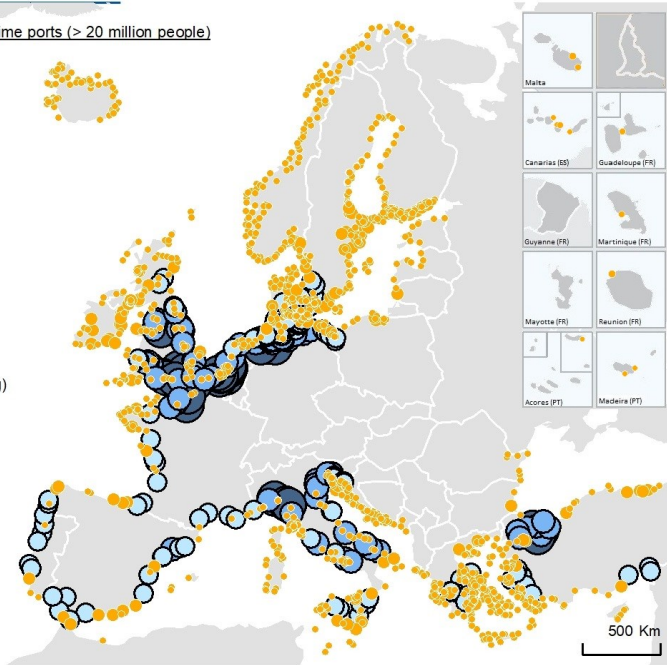 ime ports (> 20 million people)
)
Malta
Canarias (ES)
Guadeloupe (FR)
Guyanne (FR)
Martinique (FR)
Mayotte (FR)
Reunion (FR)
Acores (PT)
Madeira (PT)
500 Km